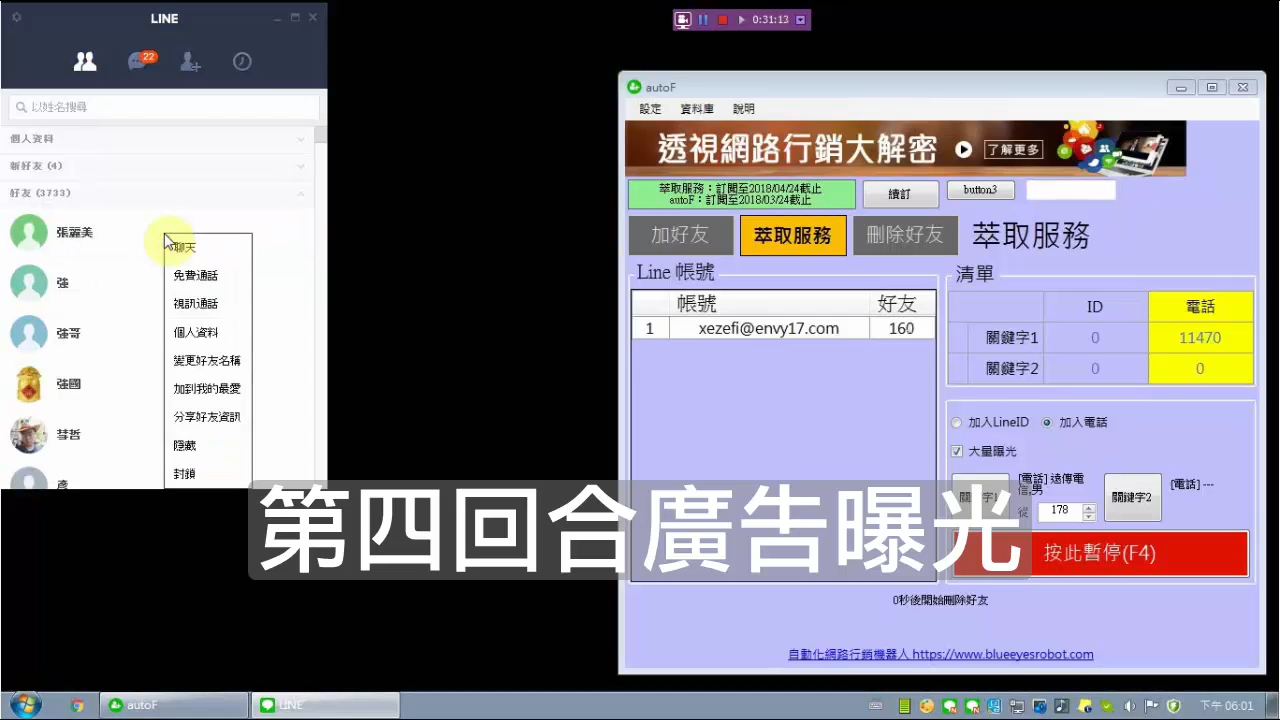 LINE
22
以姓名搜尋
個人資料
新好友 (4)
好友 (3733)
張麗美
強
強哥
強國
彗哲
聊天
免費通話
視訊通話
個人資料
變更好友名稱
加到我的最愛
分享好友資訊
隱藏
封鎖
0:31:13
autoF
設定 資料庫 說明
透視網路行銷大解密 了解更多
萃取服務：訂閱至2018/04/24截止
autoF：訂閱至2018/03/24截止
續訂
button3
加好友 萃取服務 刪除好友 萃取服務
Line 帳號
帳號 好友
1 xezefi@envy17.com 160
清單
ID 電話
關鍵字1 0 11470
關鍵字2 0 0
加入LineID 加入電話
大量曝光
[電話] 遠傳電信,男
從 178
關鍵字2
[電話] ---
按此暫停(F4)
第四回合廣告曝光
0秒後開始刪除好友
自動化網路行銷機器人 https://www.blueeyesrobot.com
autoF
LINE
下午 06:01